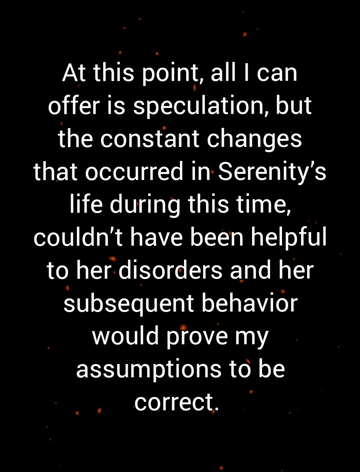 At this point, all I can
offer is speculation, but
the constant changes
that occurred in Serenity’s
life during this time,
couldn’t have been helpful
to her disorders and her
subsequent behavior
would prove my
assumptions to be
correct.